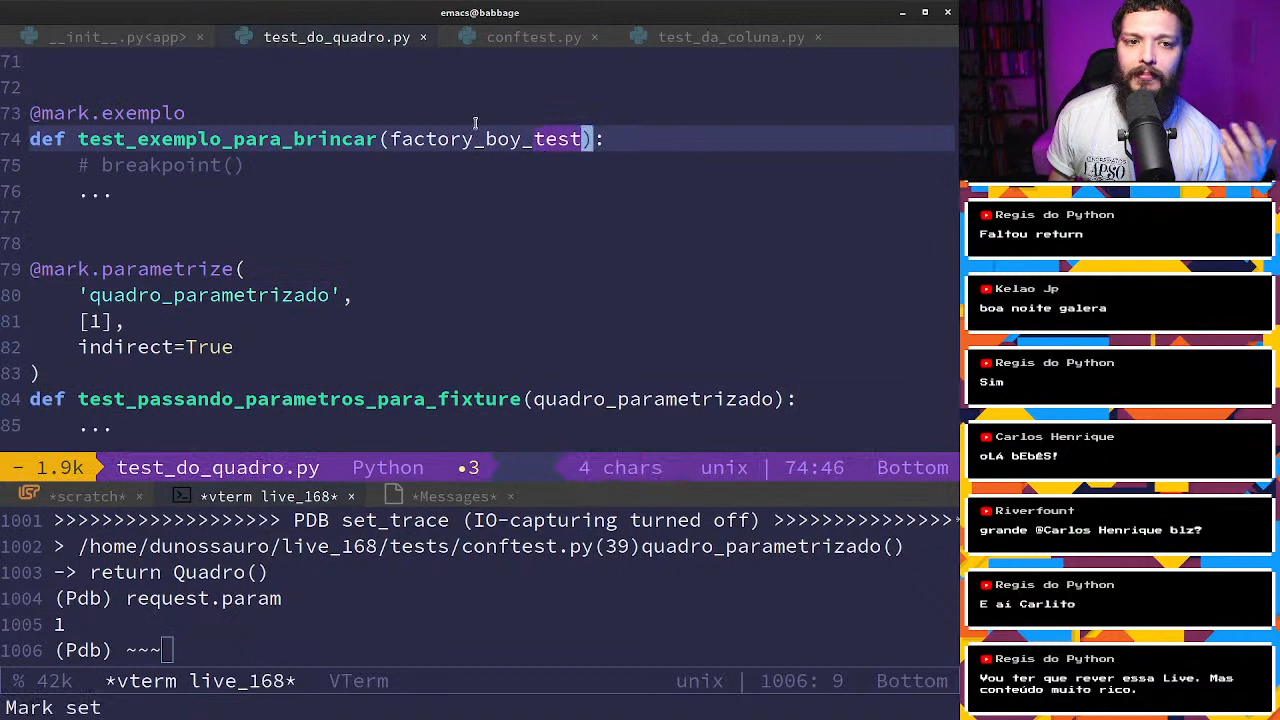 emacs@babbage
__init__.py<app> ×
test_do_quadro.py ×
conftest.py ×
test_da_coluna.py ×
71
72
73 @mark.exemplo
74 def test_exemplo_para_brincar(factory_boy_test):
75 # breakpoint()
76 ...
77
78
79 @mark.parametrize(
80 'quadro_parametrizado',
81 [1],
82 indirect=True
83 )
84 def test_passando_parametros_para_fixture(quadro_parametrizado):
85 ...
- 1.9k test_do_quadro.py Python •3 4 chars unix | 74:46 Bottom
*scratch* × *vterm live_168* × *Messages* ×
1001 >>>>>>>>>>>>>>>>>>> PDB set_trace (IO-capturing turned off) >>>>>>>>>>>>>>>
1002 > /home/dunossauro/live_168/tests/conftest.py(39)quadro_parametrizado()
1003 -> return Quadro()
1004 (Pdb) request.param
1005 1
1006 (Pdb) ~~~
% 42k *vterm live_168* VTerm unix | 1006: 9 Bottom
Mark set
Regis do Python
Faltou return
Kelao Jp
boa noite galera
Regis do Python
Sim
Carlos Henrique
oLÁ bEbÊS!
Riverfount
grande @Carlos Henrique blz?
Regis do Python
E aí Carlito
Regis do Python
Vou ter que rever essa Live. Mas
conteúdo muito rico.